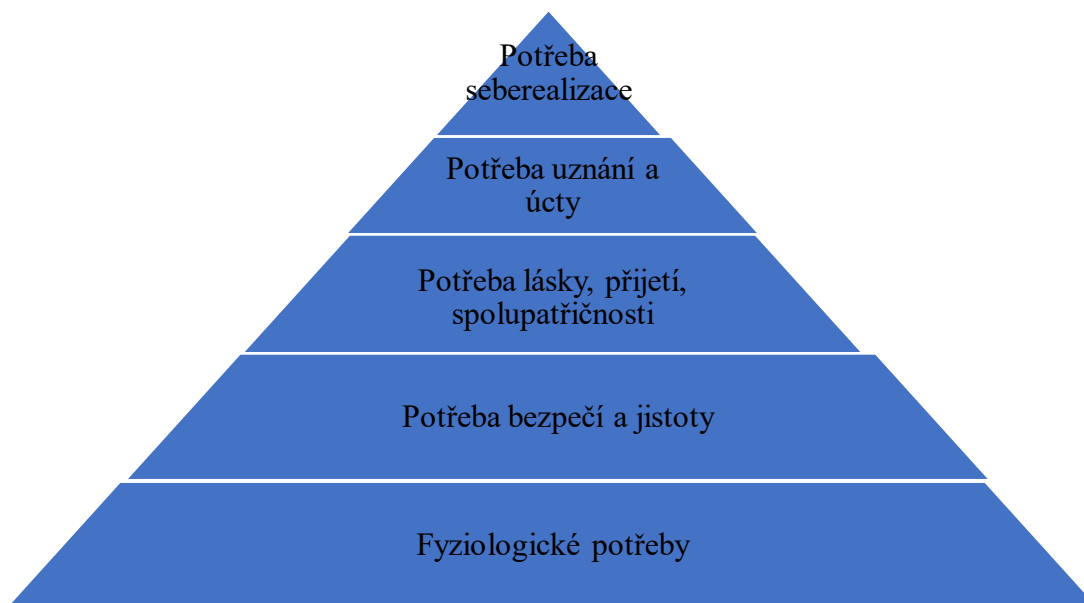 Potřeba
seberealizace
Potřeba uznání a
úcty
Potřeba lásky, přijetí,
spolupatřičnosti
Potřeba bezpečí a jistoty
Fyziologické potřeby